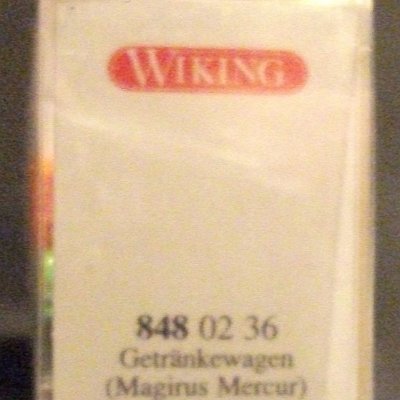 WIKING
848 02 36
Getränkewagen
(Magirus Mercur)